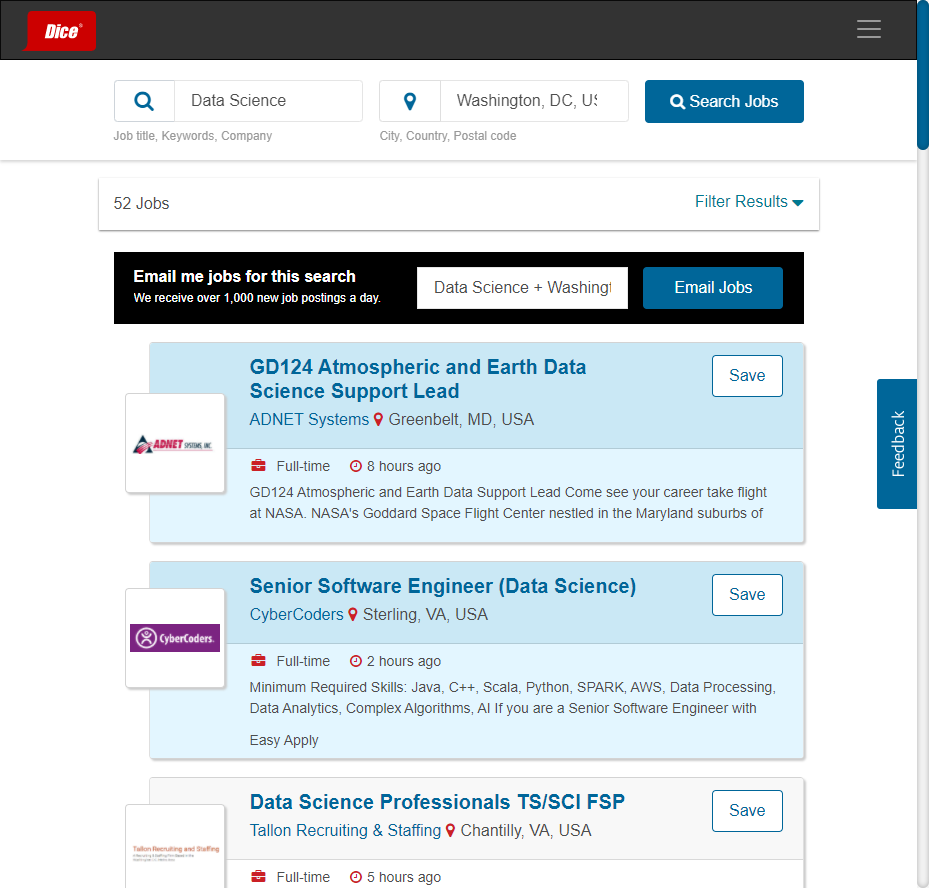 Dice
Data Science
Washington, DC, US
Search Jobs
Job title, Keywords, Company
City, Country, Postal code
52 Jobs
Filter Results
Email me jobs for this search
We receive over 1,000 new job postings a day.
Data Science + Washingt
Email Jobs
GD124 Atmospheric and Earth Data
Science Support Lead
Save
ADNET Systems Greenbelt, MD, USA
ADNET SYSTEMS, INC.
Full-time 8 hours ago
GD124 Atmospheric and Earth Data Support Lead Come see your career take flight
at NASA. NASA's Goddard Space Flight Center nestled in the Maryland suburbs of
Feedback
Senior Software Engineer (Data Science)
Save
CyberCoders Sterling, VA, USA
CyberCoders
Full-time 2 hours ago
Minimum Required Skills: Java, C++, Scala, Python, SPARK, AWS, Data Processing,
Data Analytics, Complex Algorithms, AI If you are a Senior Software Engineer with
Easy Apply
Data Science Professionals TS/SCI FSP
Save
Tallon Recruiting & Staffing Chantilly, VA, USA
Tallon Recruiting and Staffing
Full-time 5 hours ago